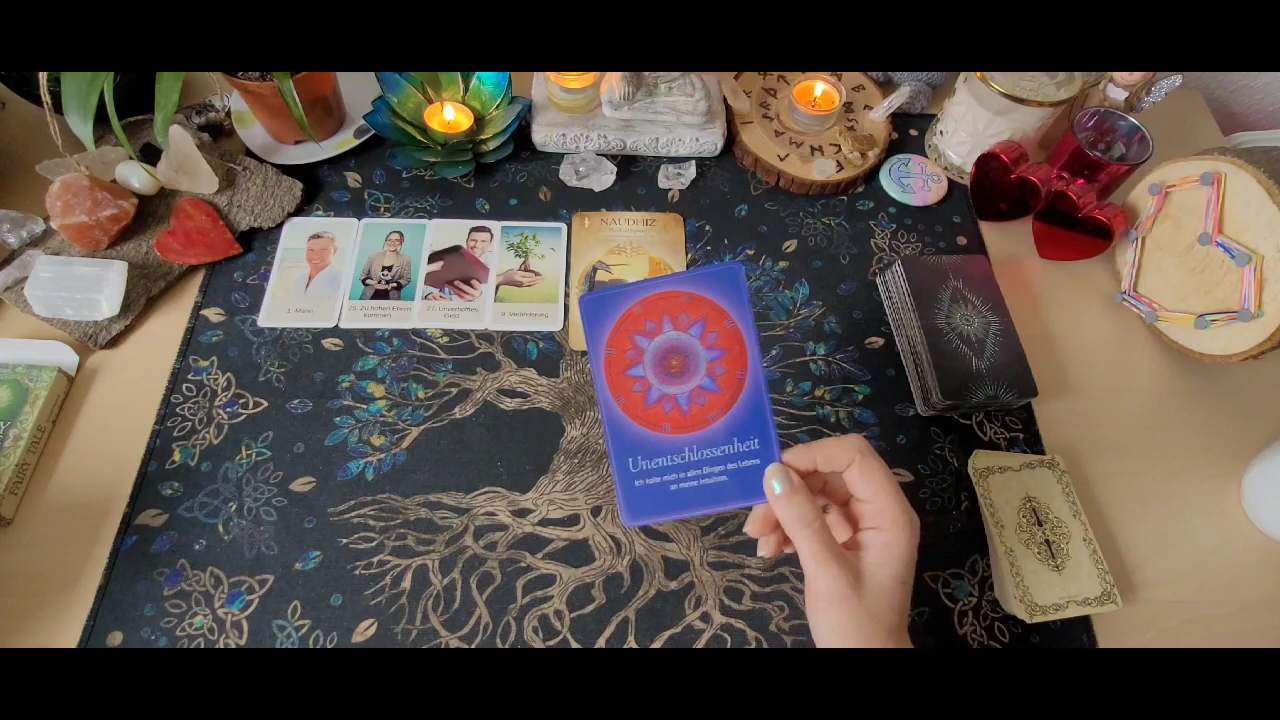 1. Mann
25. Zu hohen Ehren
kommen
27. Unverhofftes
Geld
9. Veränderung
NAUDHIZ
Unentschlossenheit
Ich halte mich in allen Dingen des Lebens
an meine Intuition.
FAIRY TALE